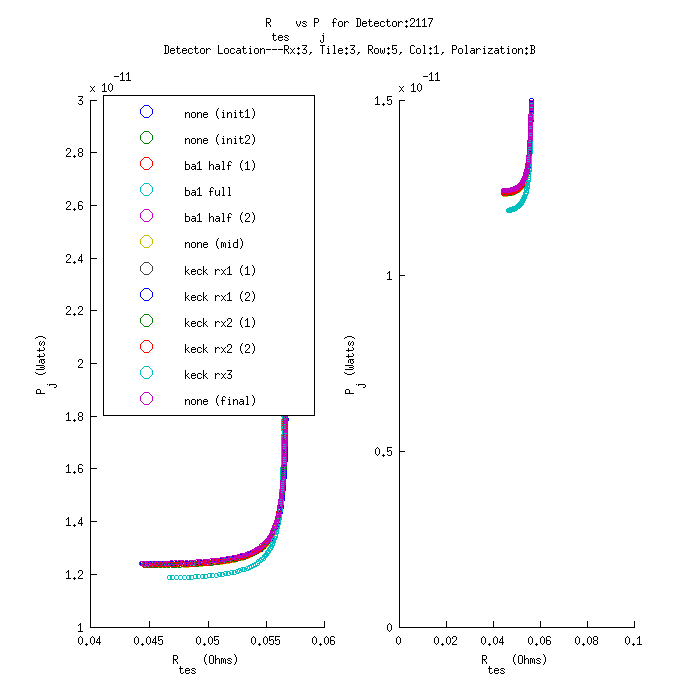 R    vs P  for Detector:2117
tes    j
Detector Location---Rx:3, Tile:3, Row:5, Col:1, Polarization:B
x 10^-11
3
2.8
2.6
2.4
2.2
2
1.8
1.6
1.4
1.2
1
P_j (Watts)
none (init1)
none (init2)
ba1 half (1)
ba1 full
ba1 half (2)
none (mid)
keck rx1 (1)
keck rx1 (2)
keck rx2 (1)
keck rx2 (2)
keck rx3
none (final)
0.04 0.045 0.05 0.055 0.06
R_tes (Ohms)
x 10^-11
1.5
1
0.5
0
P_j (Watts)
0 0.02 0.04 0.06 0.08 0.1
R_tes (Ohms)